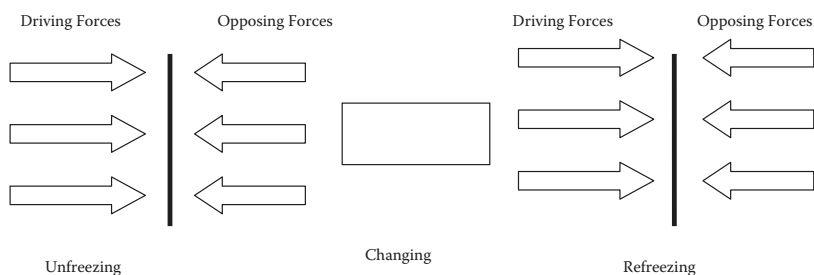 Driving Forces
Opposing Forces
Driving Forces
Opposing Forces
Unfreezing
Changing
Refreezing